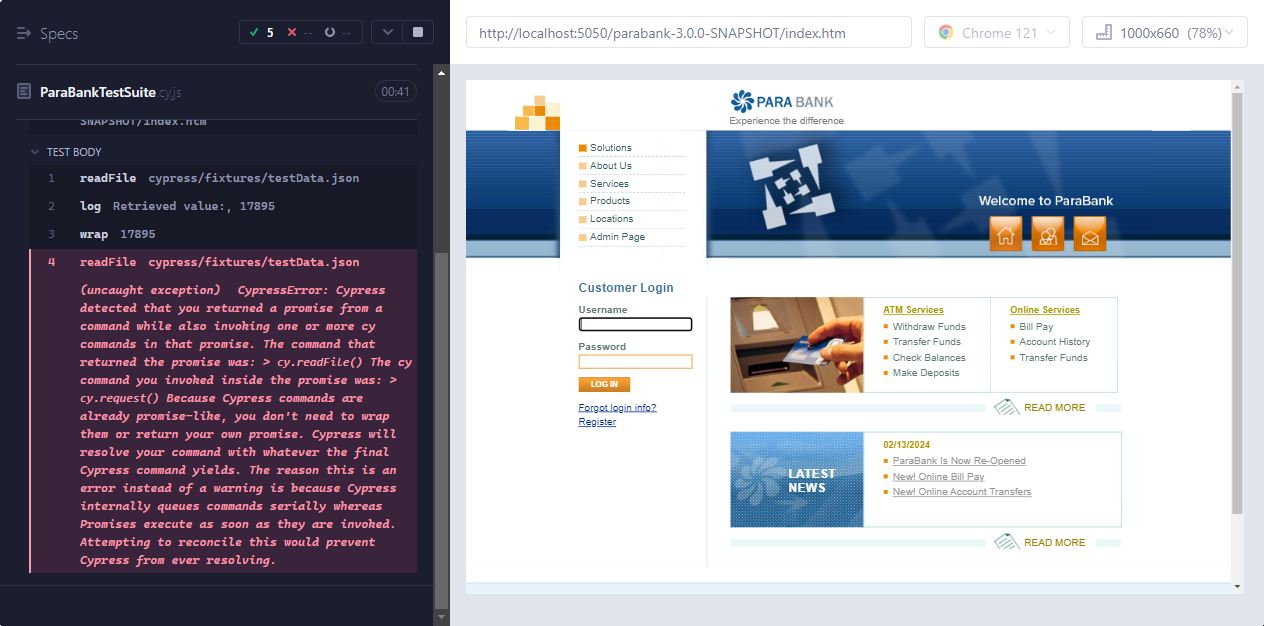 Specs
5 -- --
ParaBankTestSuite.cy.js 00:41
SNAPSHOT/index.htm
TEST BODY
1 readFile cypress/fixtures/testData.json
2 log Retrieved value:, 17895
3 wrap 17895
4 readFile cypress/fixtures/testData.json
(uncaught exception) CypressError: Cypress
detected that you returned a promise from a
command while also invoking one or more cy
commands in that promise. The command that
returned the promise was: > cy.readFile() The cy
command you invoked inside the promise was: >
cy.request() Because Cypress commands are
already promise-like, you don't need to wrap
them or return your own promise. Cypress will
resolve your command with whatever the final
Cypress command yields. The reason this is an
error instead of a warning is because Cypress
internally queues commands serially whereas
Promises execute as soon as they are invoked.
Attempting to reconcile this would prevent
Cypress from ever resolving.
http://localhost:5050/parabank-3.0.0-SNAPSHOT/index.htm
Chrome 121
1000x660 (78%)
PARA BANK
Experience the difference
Solutions
About Us
Services
Products
Locations
Admin Page
Welcome to ParaBank
Customer Login
Username
Password
LOG IN
Forgot login info?
Register
ATM Services
Withdraw Funds
Transfer Funds
Check Balances
Make Deposits
Online Services
Bill Pay
Account History
Transfer Funds
READ MORE
LATEST
NEWS
02/13/2024
ParaBank Is Now Re-Opened
New! Online Bill Pay
New! Online Account Transfers
READ MORE